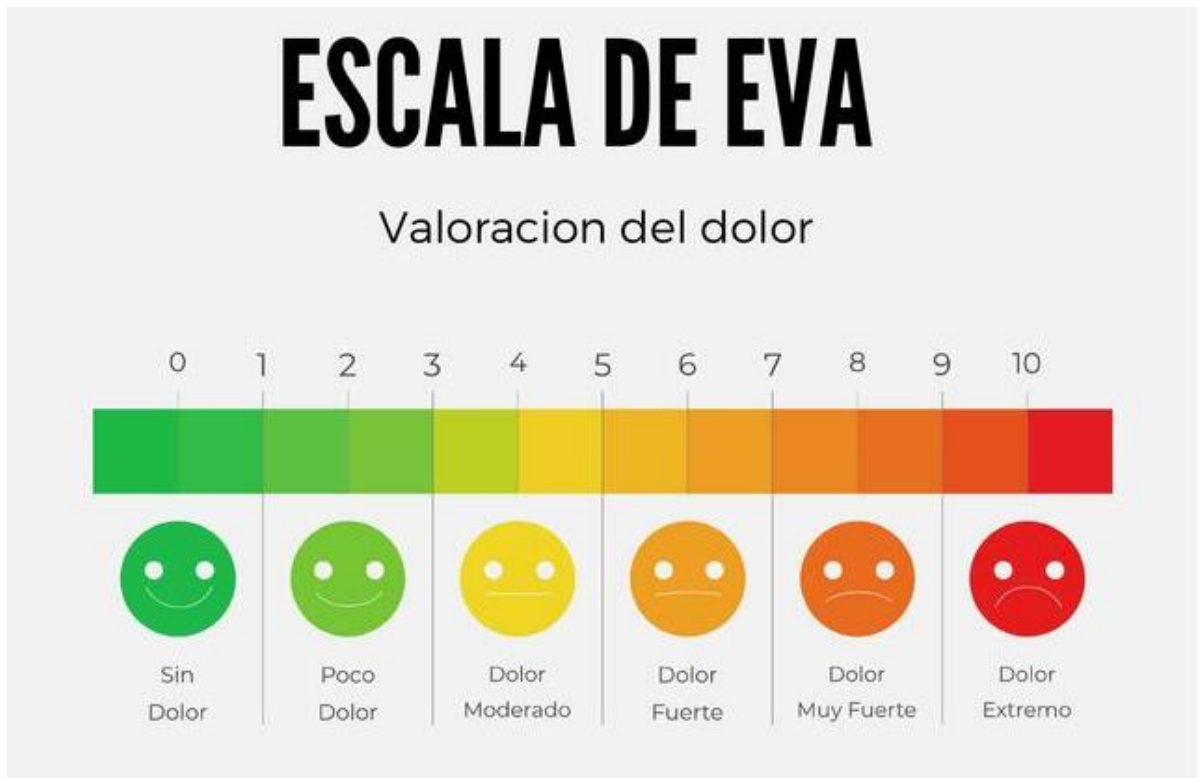 ESCALA DE EVA
Valoracion del dolor
0 1 2 3 4 5 6 7 8 9 10
Sin
Dolor
Poco
Dolor
Dolor
Moderado
Dolor
Fuerte
Dolor
Muy Fuerte
Dolor
Extremo